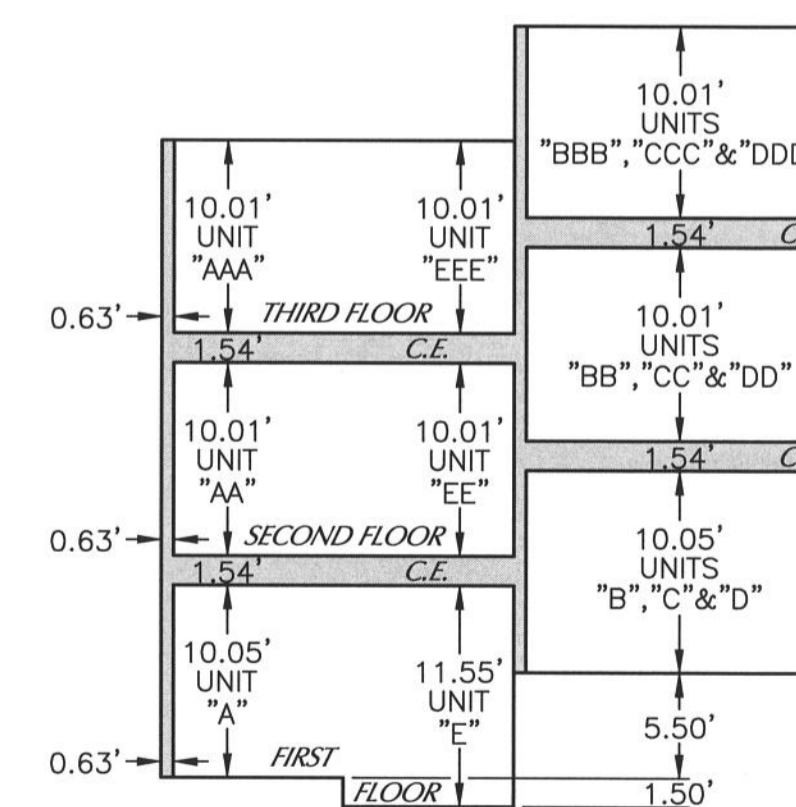 10.01'
UNITS
"BBB","CCC"&"DDD
10.01'
UNIT
"AAA"
10.01'
UNIT
"EEE"
1.54'
C
0.63'
THIRD FLOOR
1.54'
C.E.
10.01'
UNITS
"BB","CC"&"DD"
10.01'
UNIT
"AA"
10.01'
UNIT
"EE"
1.54'
C
0.63'
SECOND FLOOR
1.54'
C.E.
10.05'
UNITS
"B","C"&"D"
10.05'
UNIT
"A"
11.55'
UNIT
"E"
5.50'
0.63'
FIRST
FLOOR
1.50'